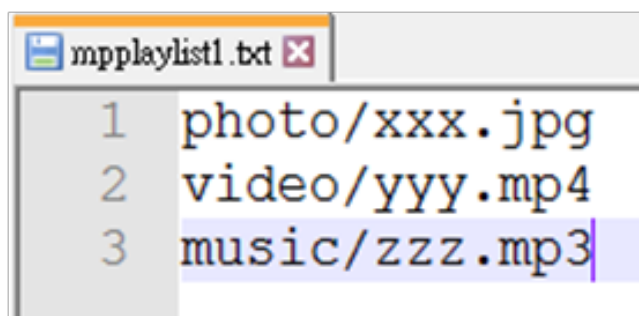 mpplaylist1.txt
1 photo/xxx.jpg
2 video/yyy.mp4
3 music/zzz.mp3